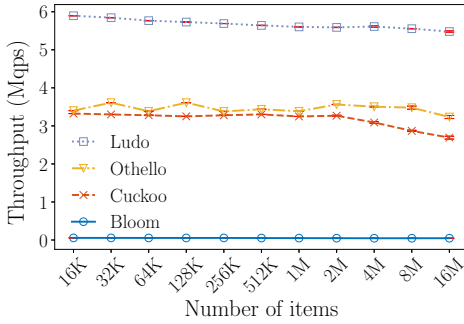 Throughput (Mqps)
6
5
4
3
2
1
0
Ludo
Othello
Cuckoo
Bloom
16K 32K 64K 128K 256K 512K 1M 2M 4M 8M 16M
Number of items